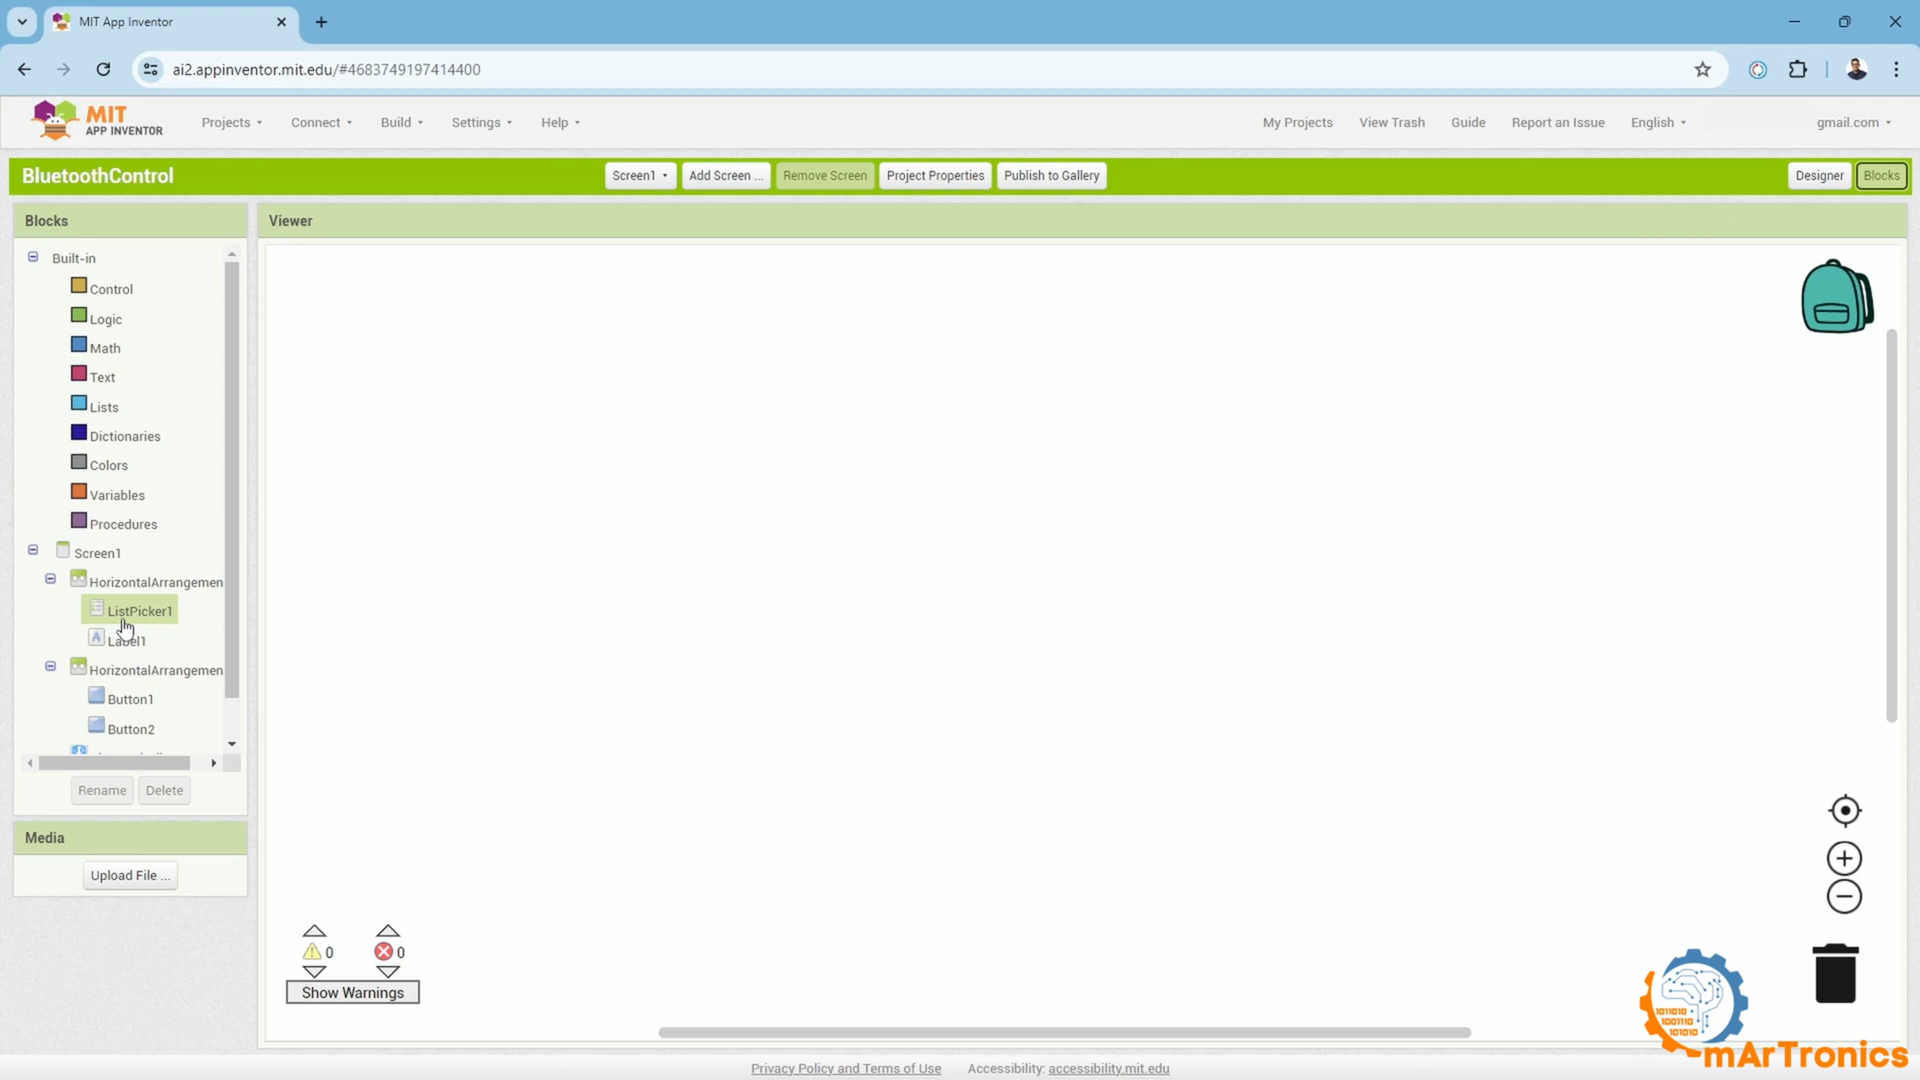 MIT App Inventor
ai2.appinventor.mit.edu/#4683749197414400
MIT
APP INVENTOR
Projects
Connect
Build
Settings
Help
My Projects
View Trash
Guide
Report an Issue
English
gmail.com
BluetoothControl
Screen1
Add Screen ...
Remove Screen
Project Properties
Publish to Gallery
Designer
Blocks
Blocks
Viewer
Built-in
Control
Logic
Math
Text
Lists
Dictionaries
Colors
Variables
Procedures
Screen1
HorizontalArrangemen
ListPicker1
Label1
HorizontalArrangemen
Button1
Button2
Rename
Delete
Media
Upload File ...
0
0
Show Warnings
1011010
1001110
101010
mArTronics
Privacy Policy and Terms of Use
Accessibility: accessibility.mit.edu